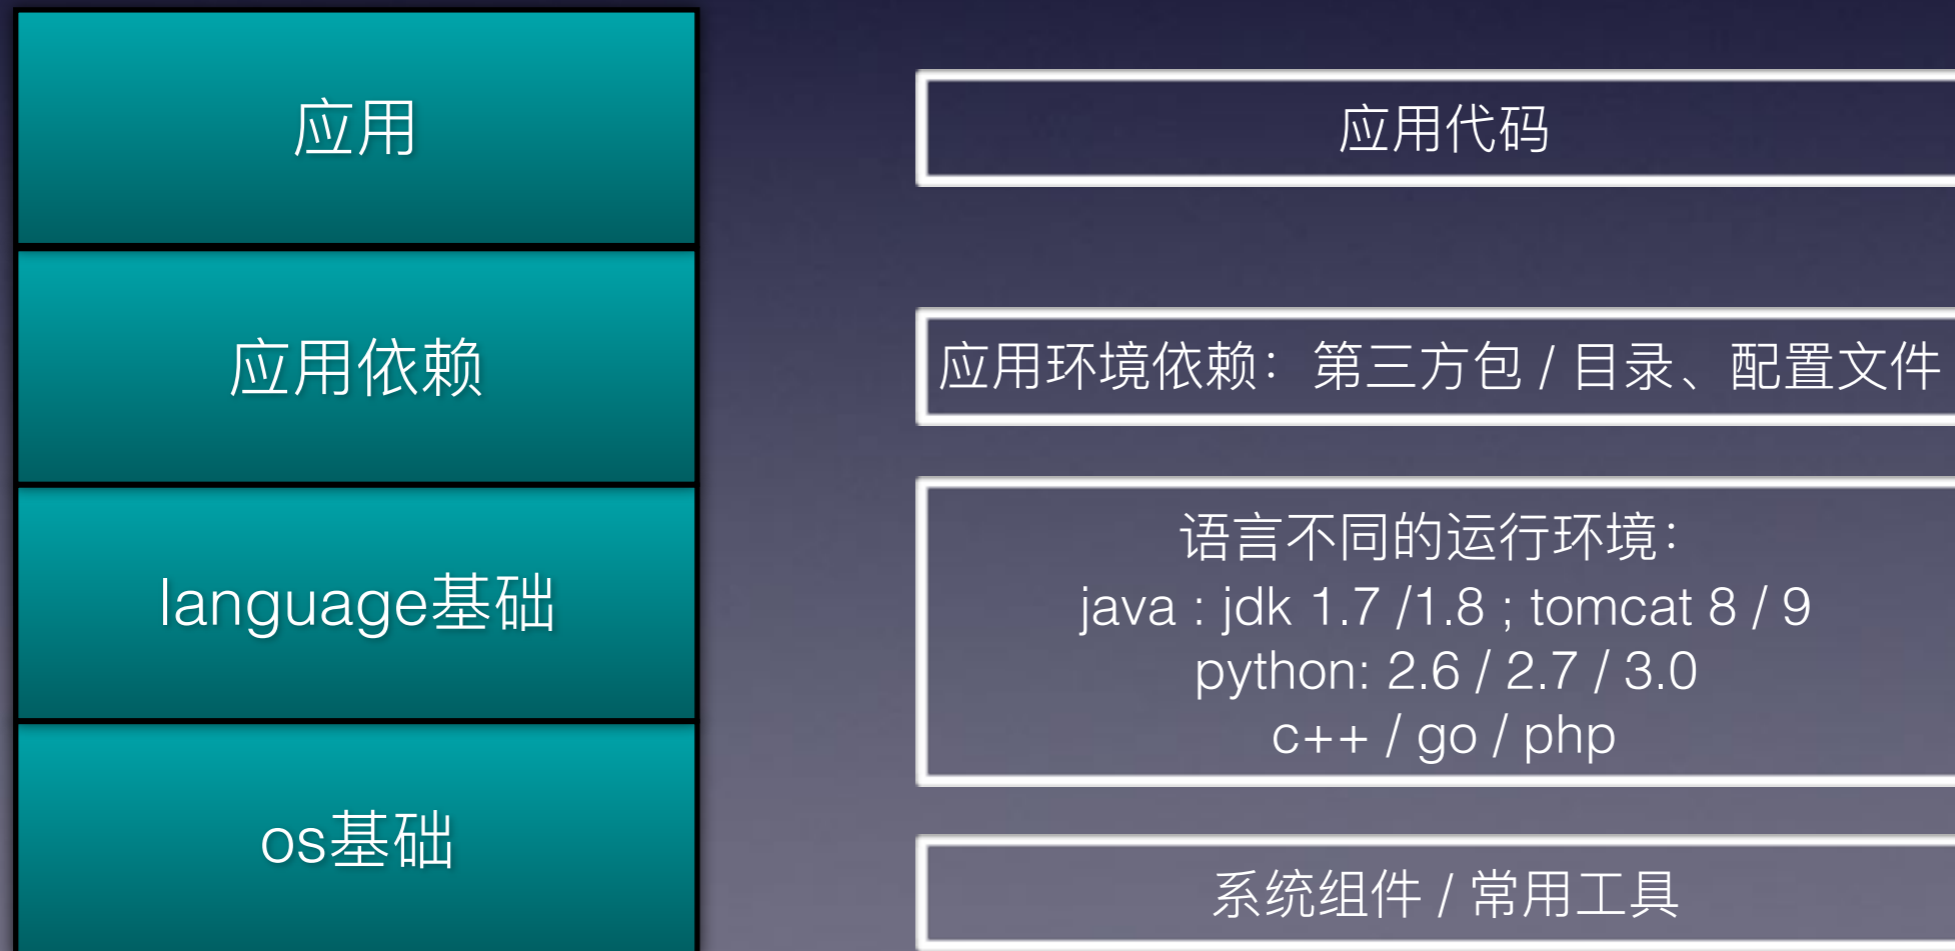 应用
应用代码
应用依赖
应用环境依赖：第三方包 / 目录、配置文件
language基础
语言不同的运行环境：
java : jdk 1.7 /1.8 ; tomcat 8 / 9
python: 2.6 / 2.7 / 3.0
c++ / go / php
os基础
系统组件 / 常用工具